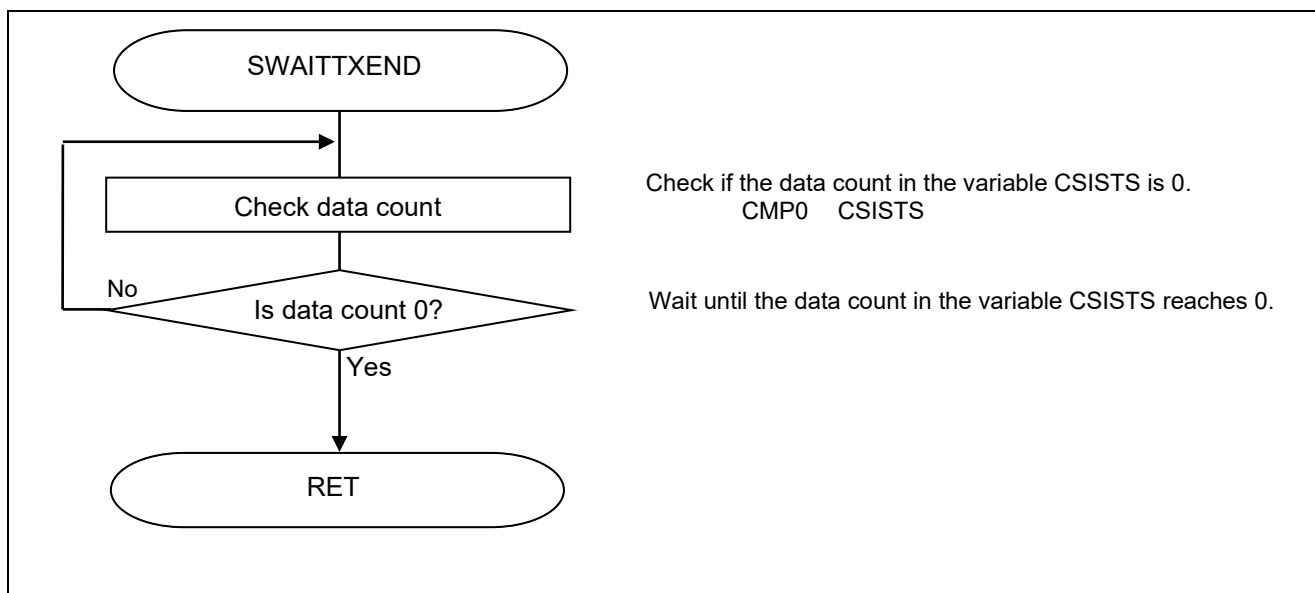 SWAITTXEND
Check data count
Check if the data count in the variable CSISTS is 0.
CMP0 CSISTS
No
Is data count 0?
Wait until the data count in the variable CSISTS reaches 0.
Yes
RET